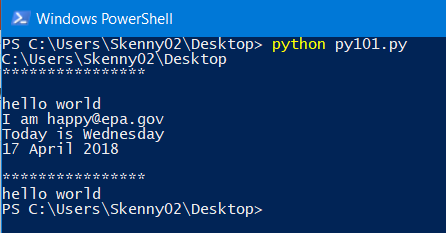 Windows PowerShell
PS C:\Users\Skenny02\Desktop> python py101.py
C:\Users\Skenny02\Desktop
****************
hello world
I am happy@epa.gov
Today is Wednesday
17 April 2018
****************
hello world
PS C:\Users\Skenny02\Desktop>